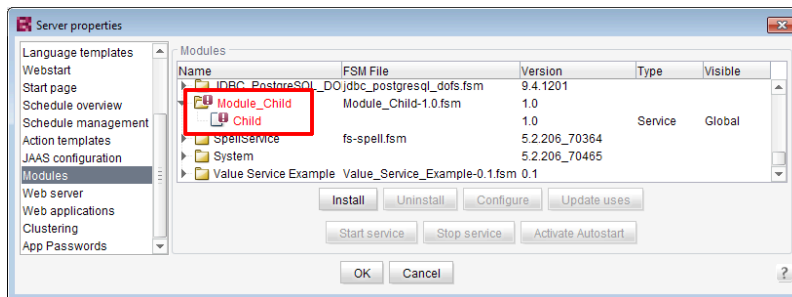 Server properties
Language templates
Webstart
Start page
Schedule overview
Schedule management
Action templates
JAAS configuration
Modules
Web server
Web applications
Clustering
App Passwords
Modules
Name FSM File Version Type Visible
JDBC_PostgreSQL_DO jdbc_postgresql_dofs.fsm 9.4.1201
Module_Child Module_Child-1.0.fsm 1.0
Child 1.0 Service Global
SpellService fs-spell.fsm 5.2.206_70364
System 5.2.206_70465
Value Service Example Value_Service_Example-0.1.fsm 0.1
Install Uninstall Configure Update uses
Start service Stop service Activate Autostart
OK Cancel
?